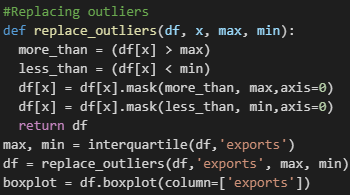 #Replacing outliers
def replace_outliers(df, x, max, min):
  more_than = (df[x] > max)
  less_than = (df[x] < min)
  df[x] = df[x].mask(more_than, max,axis=0)
  df[x] = df[x].mask(less_than, min,axis=0)
  return df
max, min = interquartile(df,'exports')
df = replace_outliers(df,'exports', max, min)
boxplot = df.boxplot(column=['exports'])